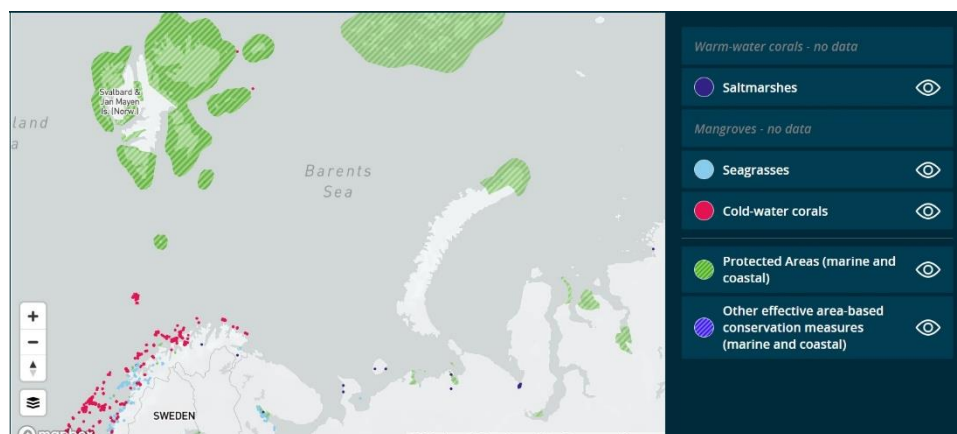 Warm-water corals - no data
Svalbard &
Jan Mayen
Is. (Norw.)
Saltmarshes
land
a
Mangroves - no data
Barents
Sea
Seagrasses
Cold-water corals
Protected Areas (marine and
coastal)
Other effective area-based
conservation measures
(marine and coastal)
SWEDEN